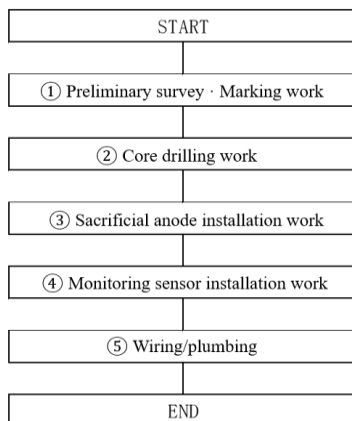 START
① Preliminary survey · Marking work
② Core drilling work
③ Sacrificial anode installation work
④ Monitoring sensor installation work
⑤ Wiring/plumbing
END